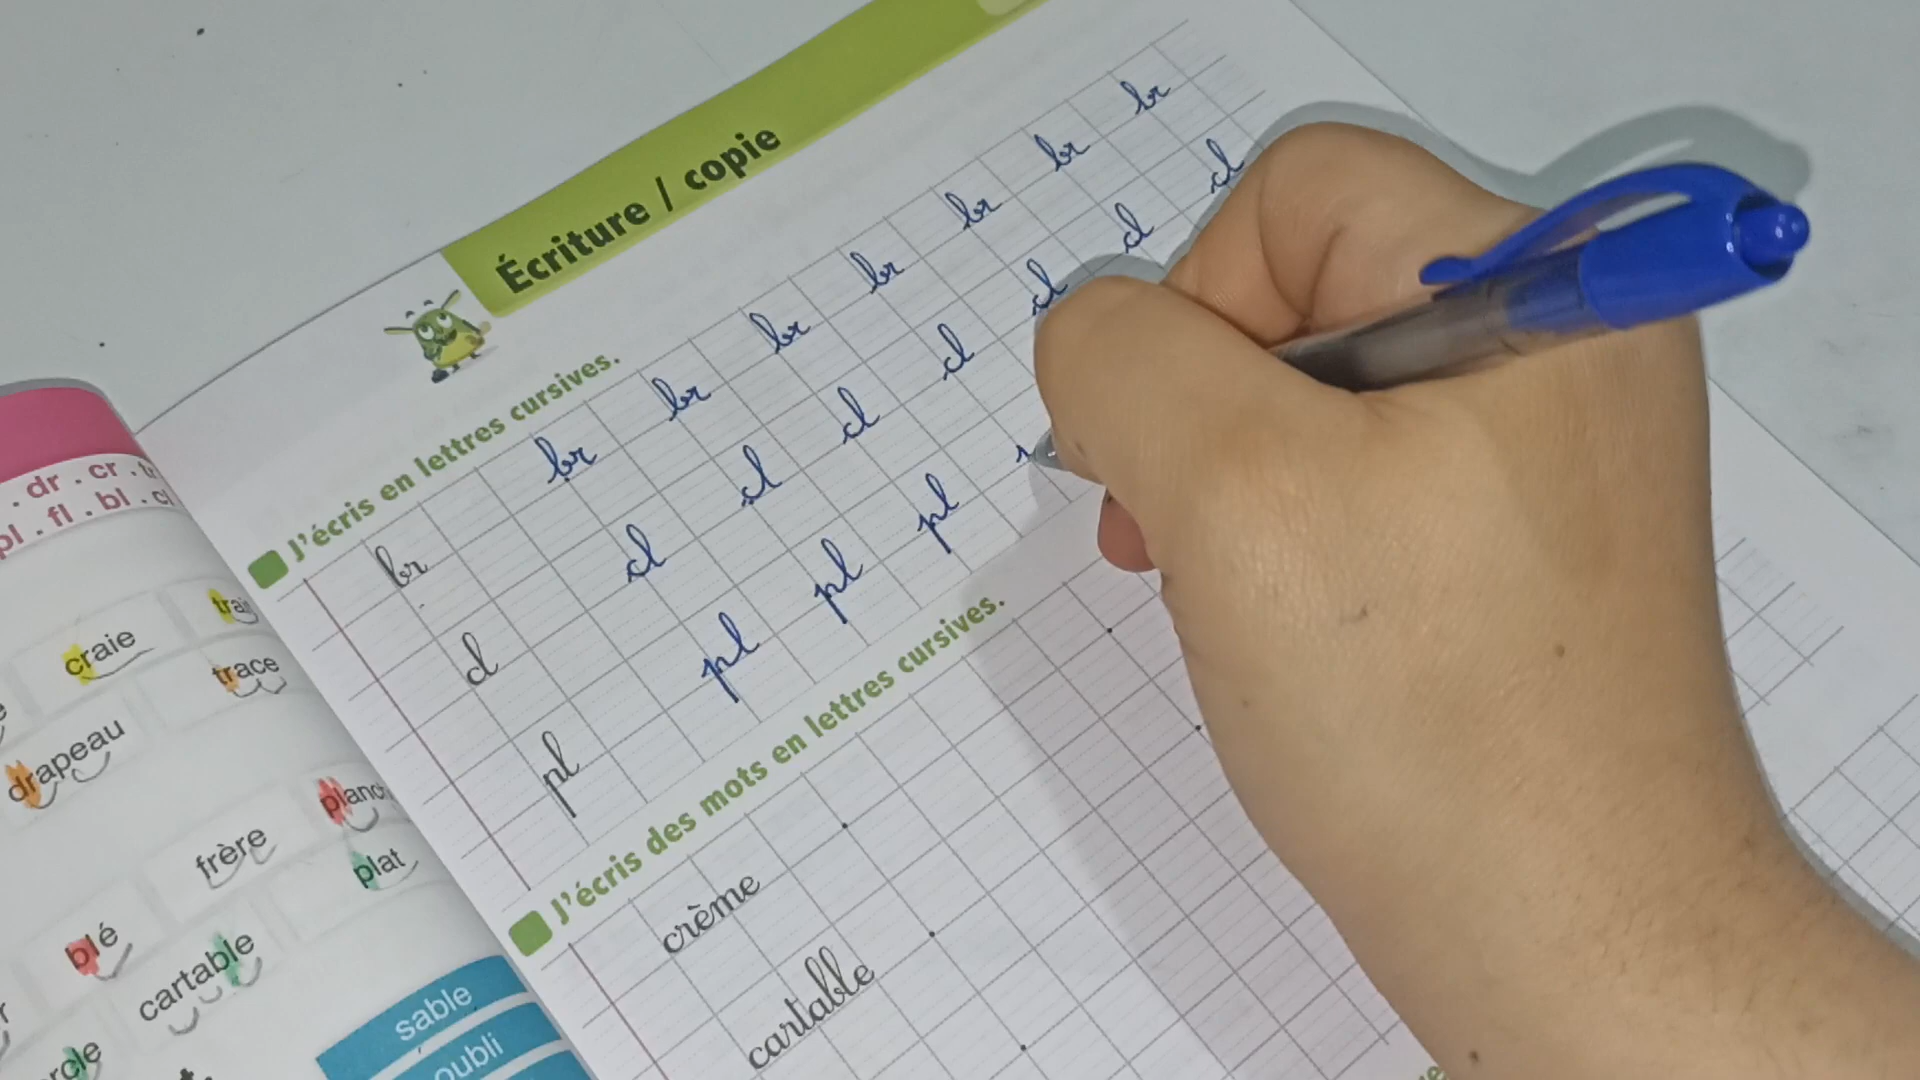 Écriture / copie
J'écris en lettres cursives.
br br br br br br br br
cl cl cl cl cl cl cl cl
pl pl pl pl
J'écris des mots en lettres cursives.
crème
cartable
. dr . cr . tr
pl . fl . bl . cl
craie
trace
drapeau
frère
plat
blé
cartable
sable
oubli